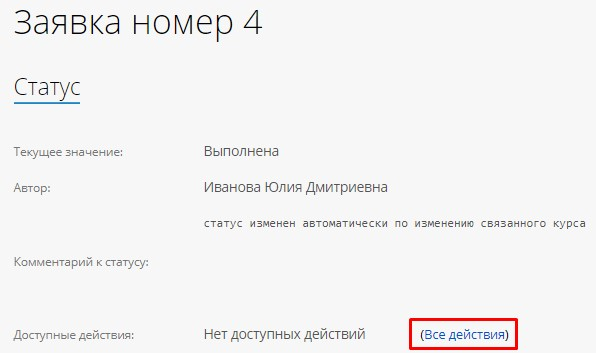 Заявка номер 4
Статус
Текущее значение: Выполнена
Автор: Иванова Юлия Дмитриевна
статус изменен автоматически по изменению связанного курса
Комментарий к статусу:
Доступные действия: Нет доступных действий (Все действия)